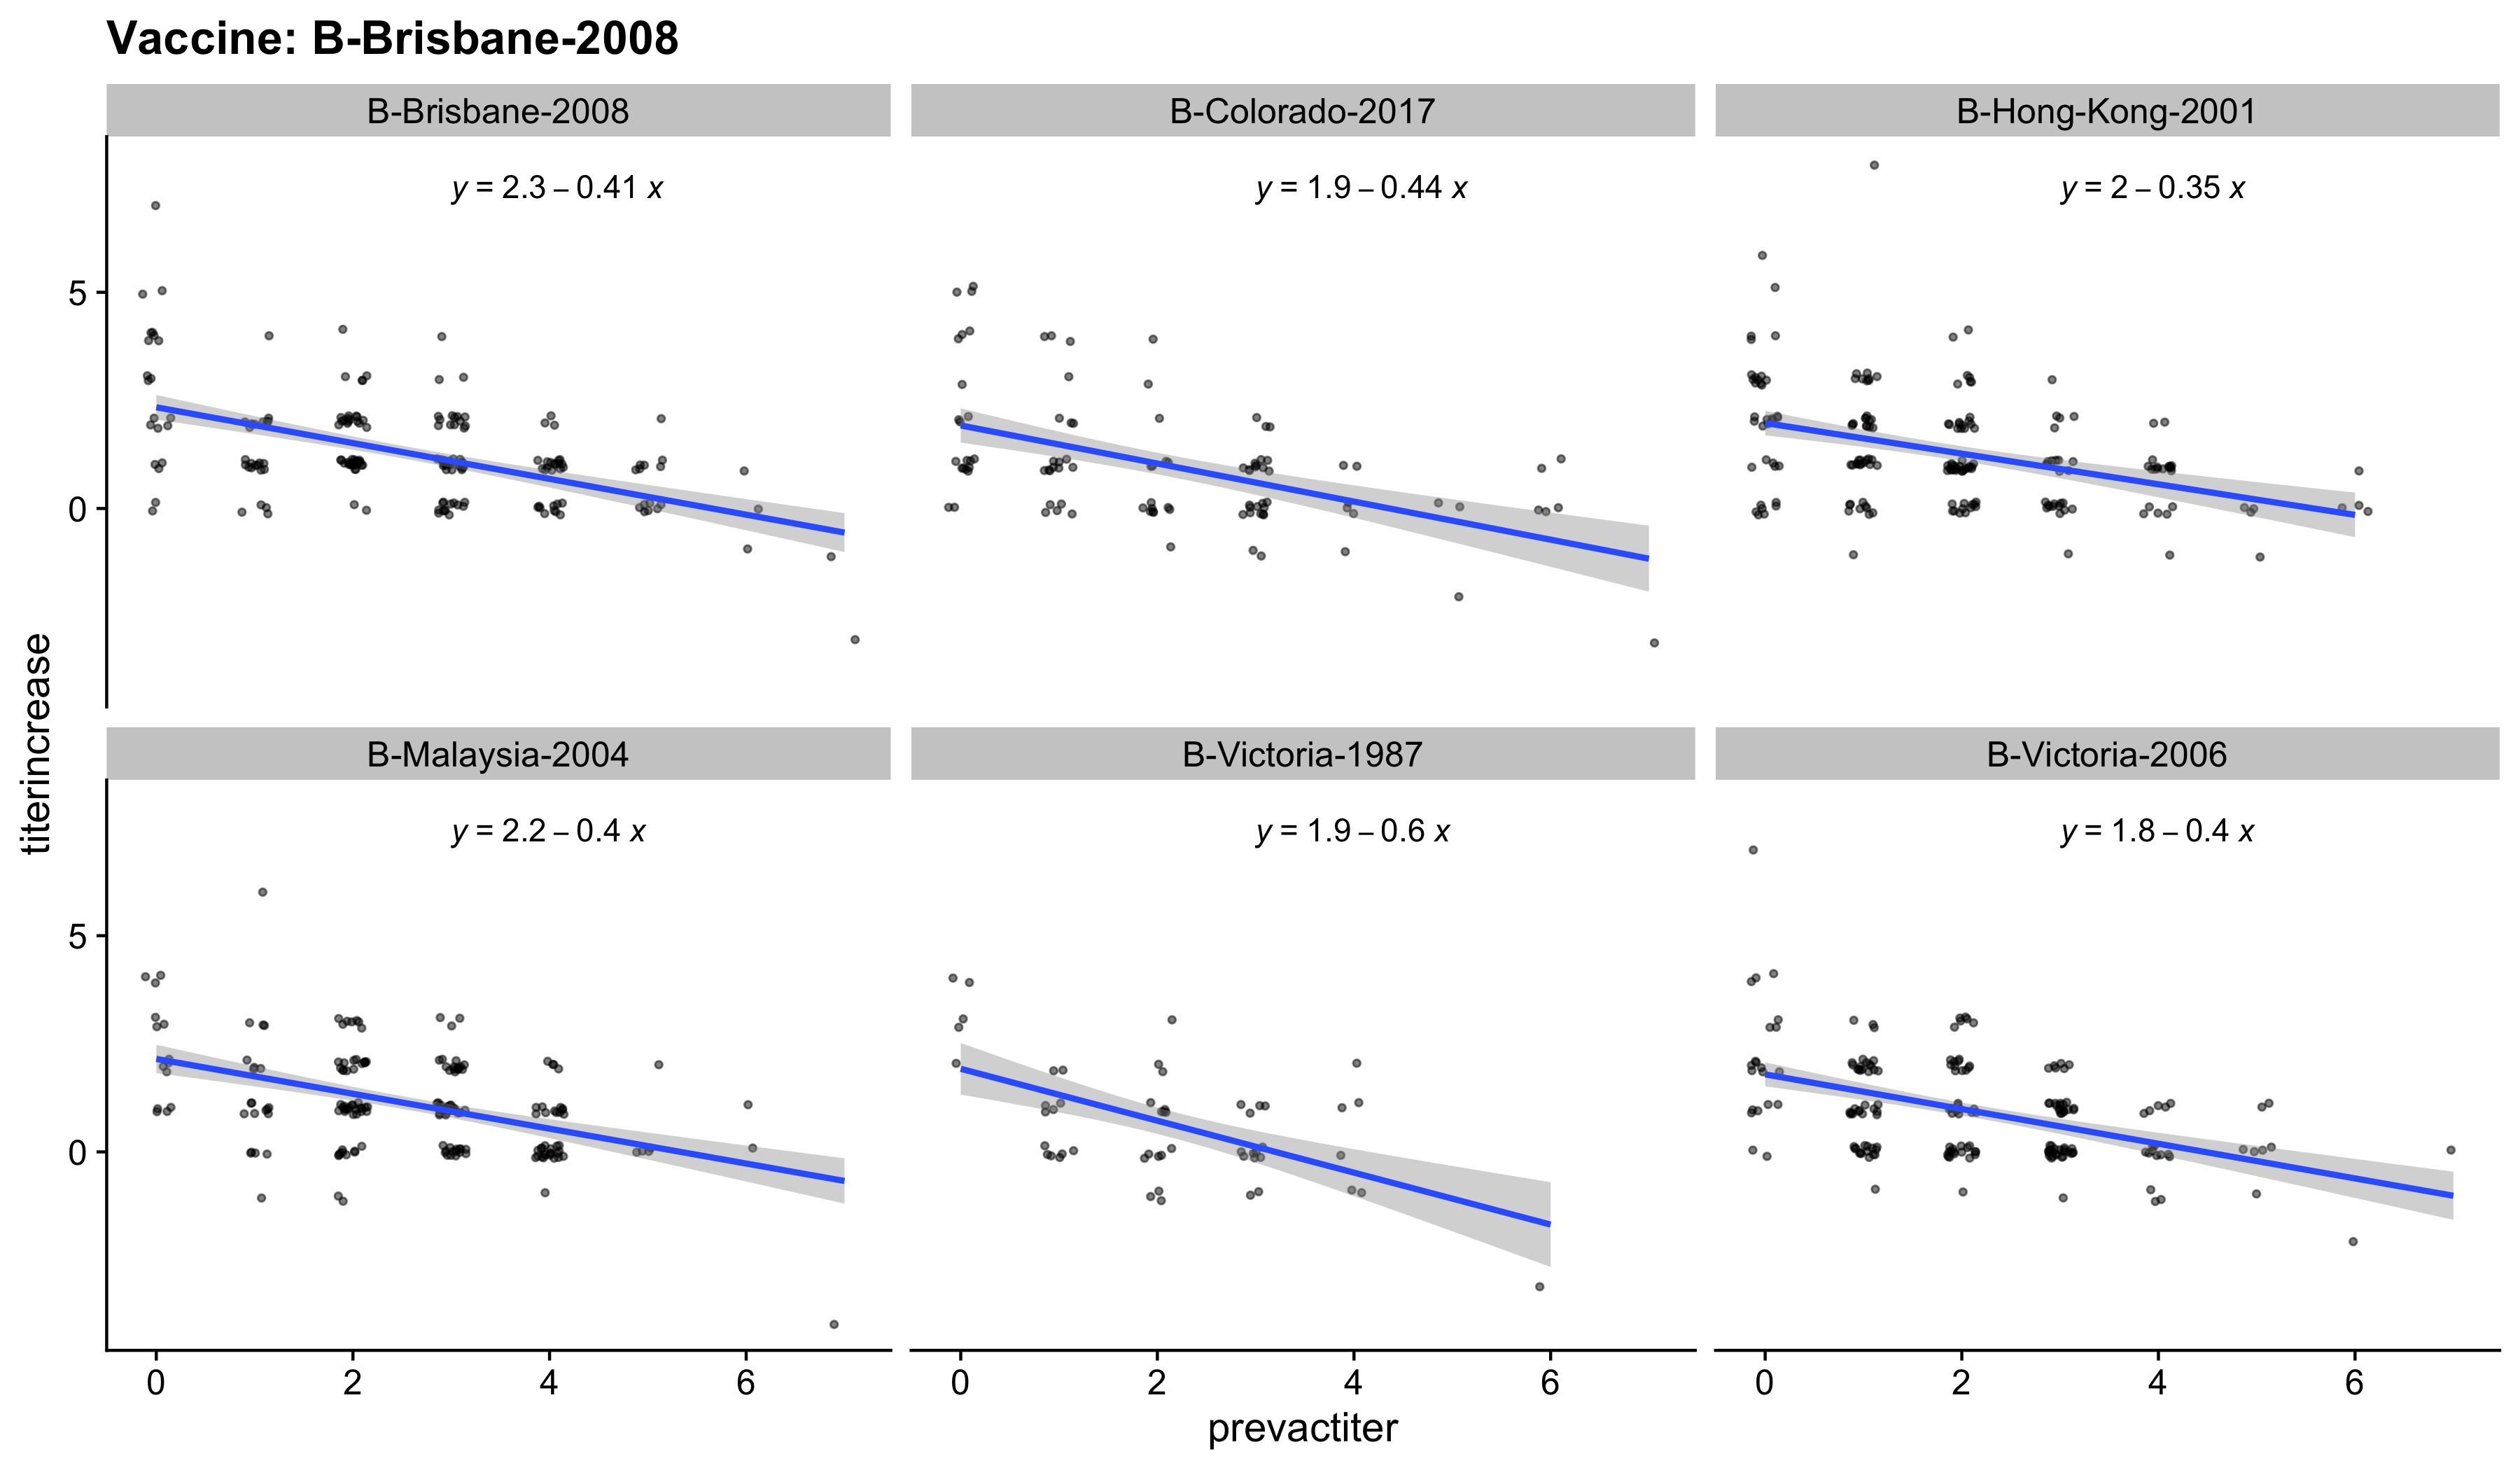 Vaccine: B-Brisbane-2008
B-Brisbane-2008
B-Colorado-2017
B-Hong-Kong-2001
y = 2.3 – 0.41 x
y = 1.9 – 0.44 x
y = 2 – 0.35 x
5
0
titerincrease
B-Malaysia-2004
B-Victoria-1987
B-Victoria-2006
y = 2.2 – 0.4 x
y = 1.9 – 0.6 x
y = 1.8 – 0.4 x
5
0
0 2 4 6
0 2 4 6
0 2 4 6
prevactiter